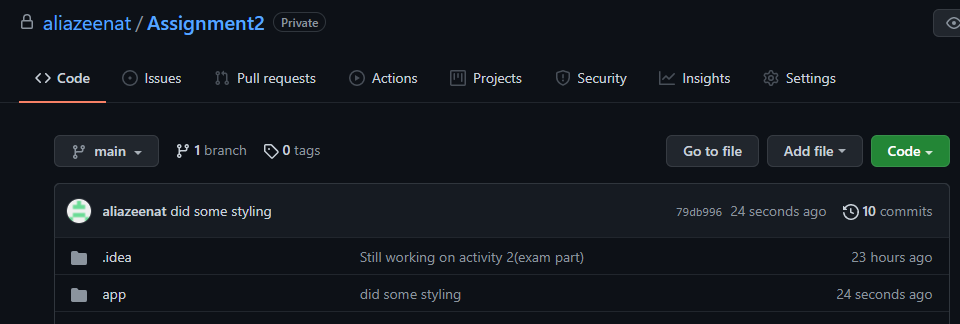 aliazeenat / Assignment2 Private
Code Issues Pull requests Actions Projects Security Insights Settings
main 1 branch 0 tags Go to file Add file Code
aliazeenat did some styling 79db996 24 seconds ago 10 commits
.idea Still working on activity 2(exam part) 23 hours ago
app did some styling 24 seconds ago